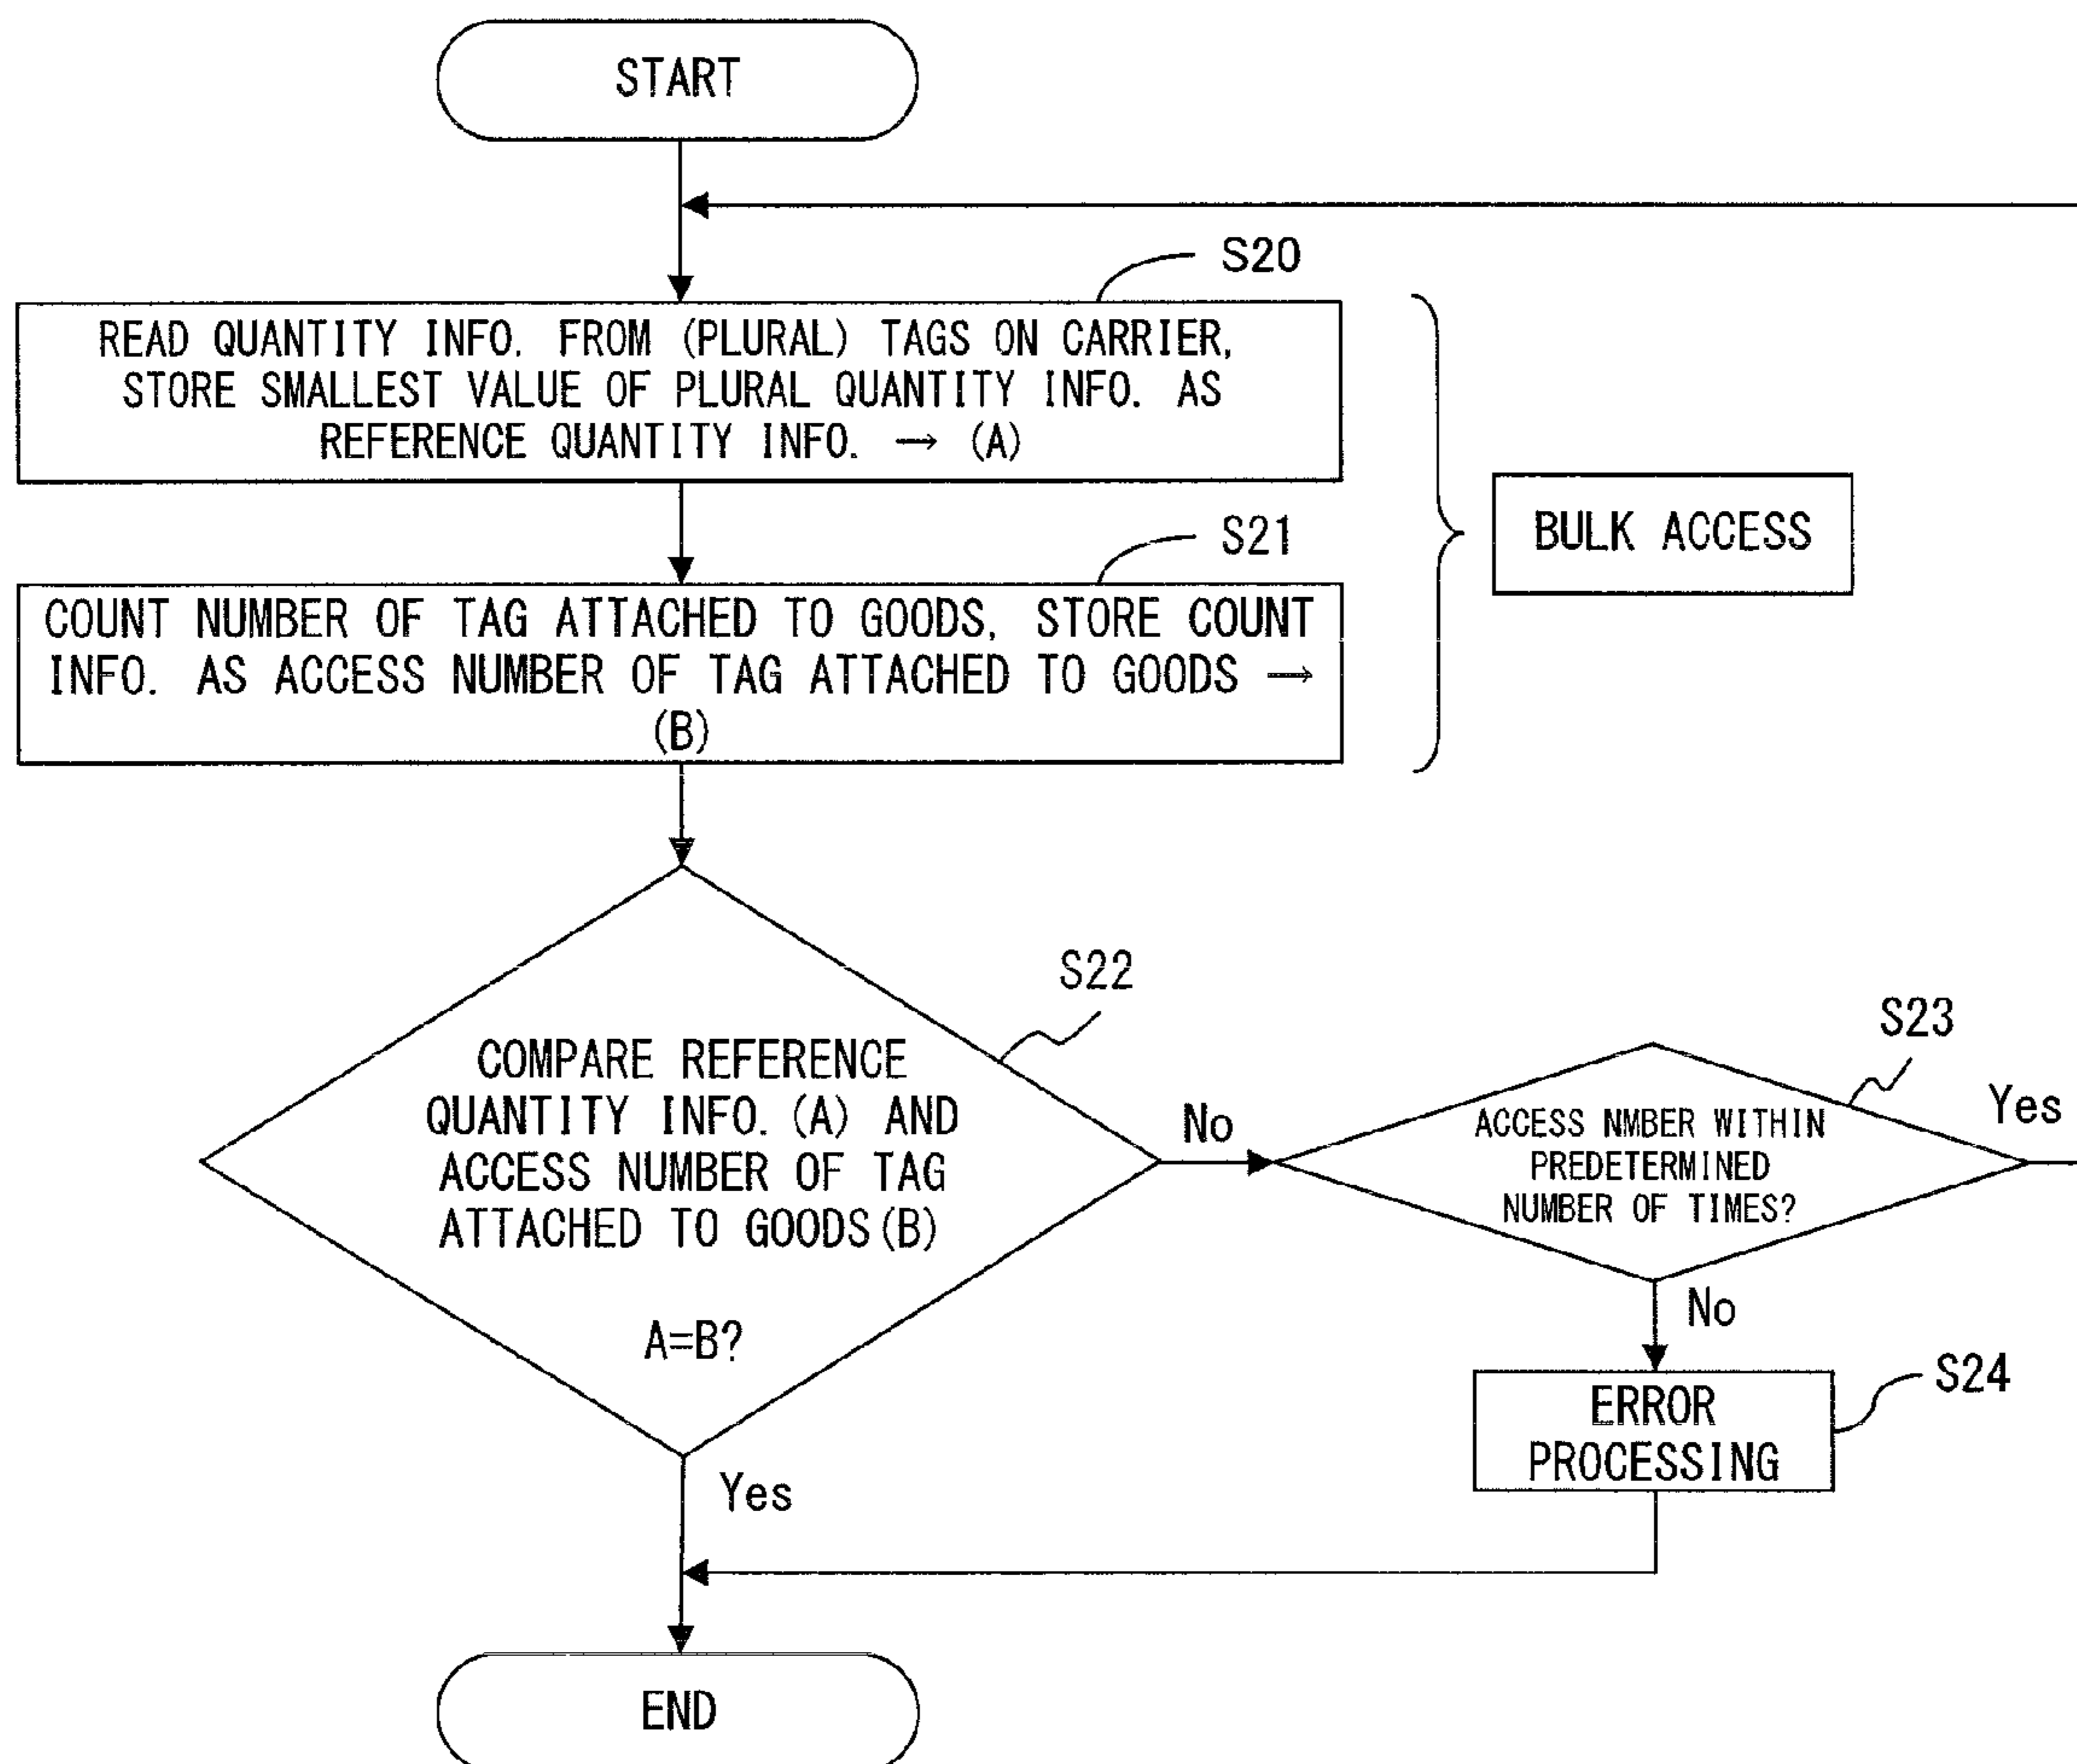 START
S20
READ QUANTITY INFO. FROM (PLURAL) TAGS ON CARRIER,
STORE SMALLEST VALUE OF PLURAL QUANTITY INFO. AS
REFERENCE QUANTITY INFO. → (A)
S21
BULK ACCESS
COUNT NUMBER OF TAG ATTACHED TO GOODS, STORE COUNT
INFO. AS ACCESS NUMBER OF TAG ATTACHED TO GOODS →
(B)
S22
COMPARE REFERENCE
QUANTITY INFO. (A) AND
ACCESS NUMBER OF TAG
ATTACHED TO GOODS(B)
A=B?
No
S23
Yes
ACCESS NMBER WITHIN
PREDETERMINED
NUMBER OF TIMES?
No
S24
ERROR
PROCESSING
Yes
END